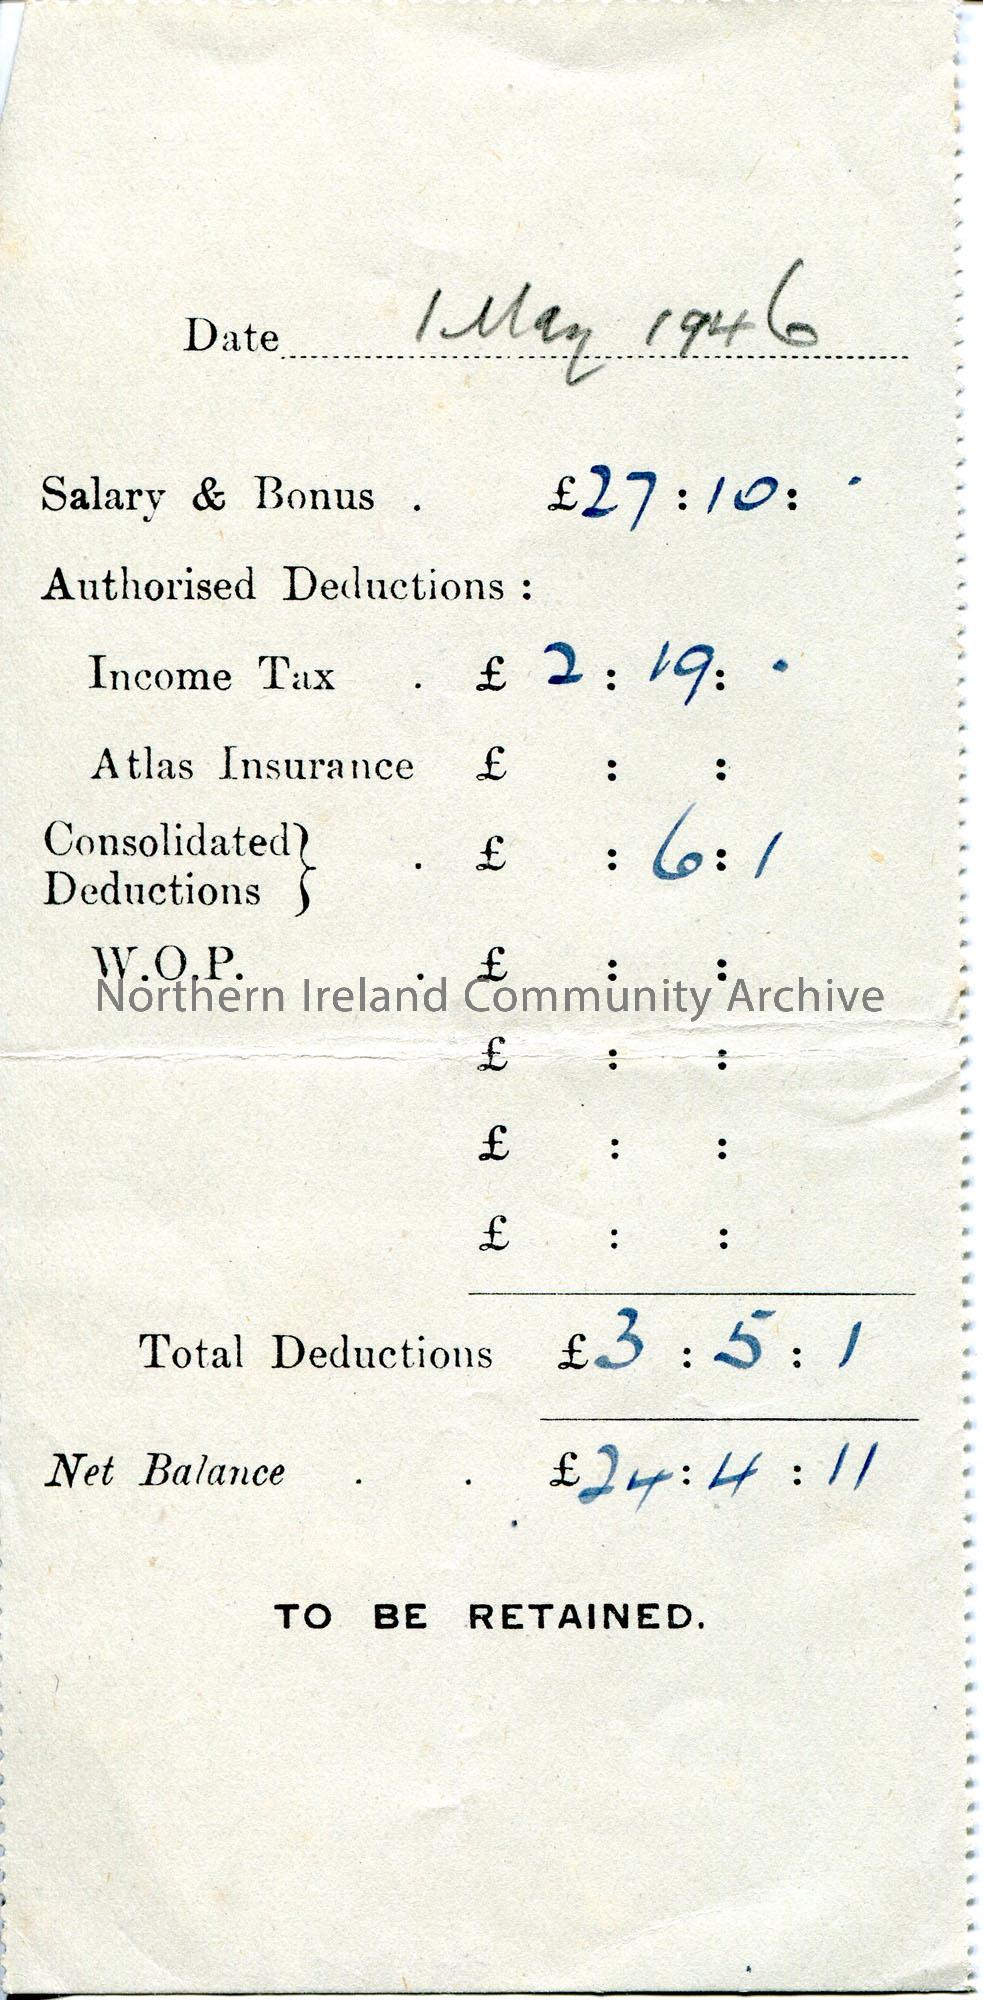 Date 1 May 1946
Salary & Bonus . £27 : 10 : ·
Authorised Deductions :
Income Tax . £ 2 : 19 : ·
Atlas Insurance £ : :
Consolidated
Deductions } . £ : 6 : 1
W.O.P. . £ : :
Northern Ireland Community Archive
£ : :
£ : :
£ : :
Total Deductions £3 : 5 : 1
Net Balance . . £24 : 4 : 11
TO BE RETAINED.